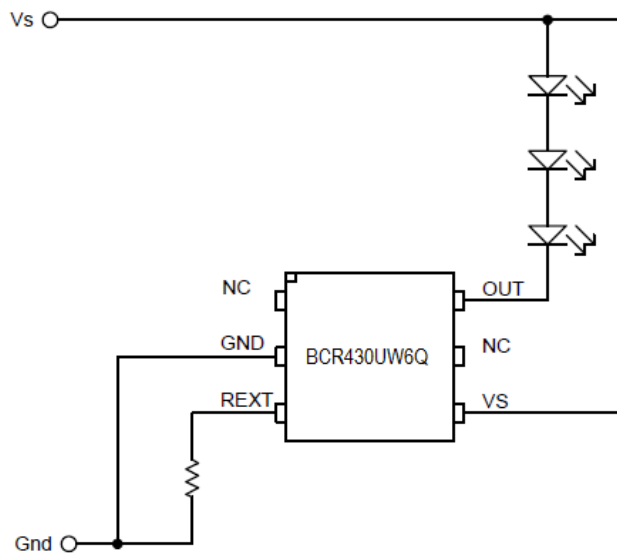 Vs
NC
OUT
GND
BCR430UW6Q
NC
REXT
VS
Gnd